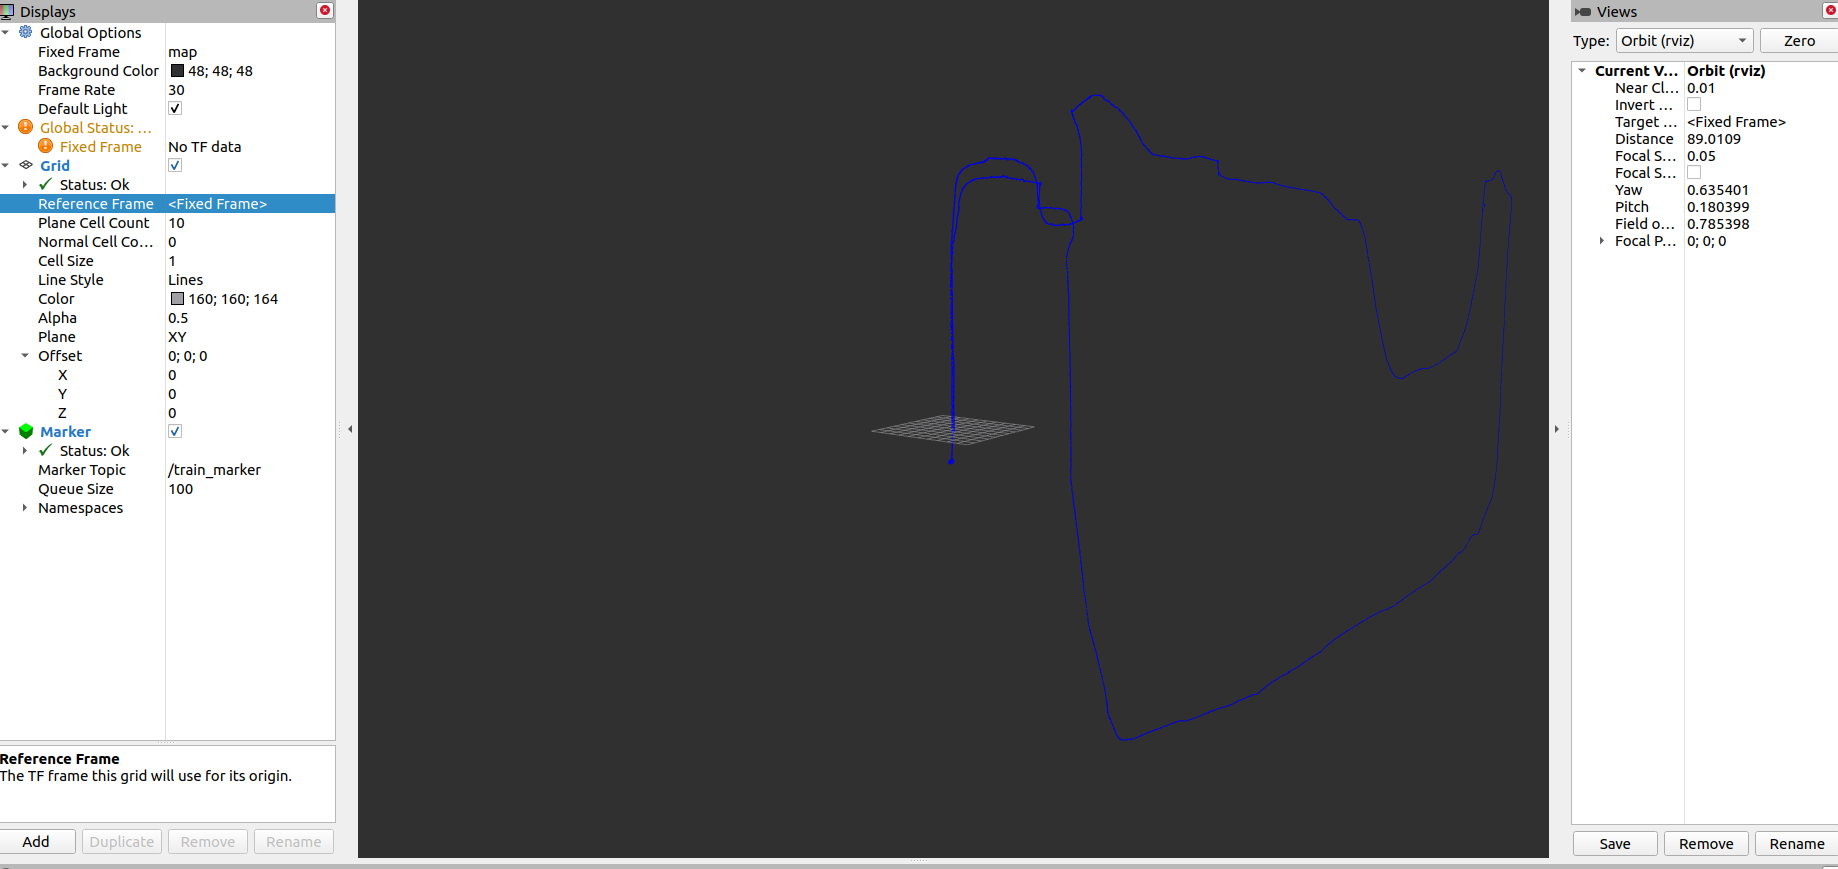 Displays
Global Options
Fixed Frame map
Background Color 48; 48; 48
Frame Rate 30
Default Light
Global Status: ...
Fixed Frame No TF data
Grid
Status: Ok
Reference Frame <Fixed Frame>
Plane Cell Count 10
Normal Cell Co... 0
Cell Size 1
Line Style Lines
Color 160; 160; 164
Alpha 0.5
Plane XY
Offset 0; 0; 0
X 0
Y 0
Z 0
Marker
Status: Ok
Marker Topic /train_marker
Queue Size 100
Namespaces
Reference Frame
The TF frame this grid will use for its origin.
Add Duplicate Remove Rename
Views
Type: Orbit (rviz) Zero
Current V... Orbit (rviz)
Near Cl... 0.01
Invert ...
Target ... <Fixed Frame>
Distance 89.0109
Focal S... 0.05
Focal S...
Yaw 0.635401
Pitch 0.180399
Field o... 0.785398
Focal P... 0; 0; 0
Save Remove Rename